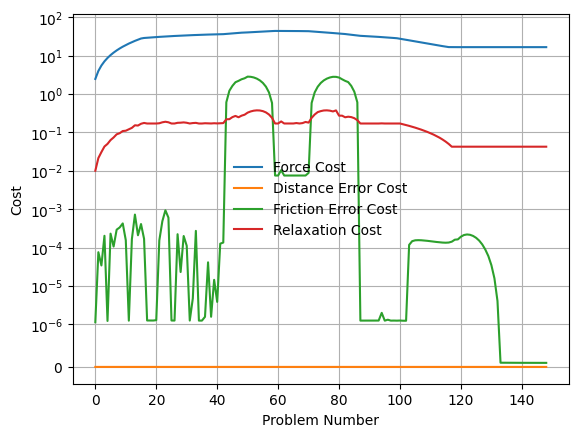 10²
10¹
10⁰
10⁻¹
10⁻²
10⁻³
10⁻⁴
10⁻⁵
10⁻⁶
0
Cost
Force Cost
Distance Error Cost
Friction Error Cost
Relaxation Cost
0 20 40 60 80 100 120 140
Problem Number